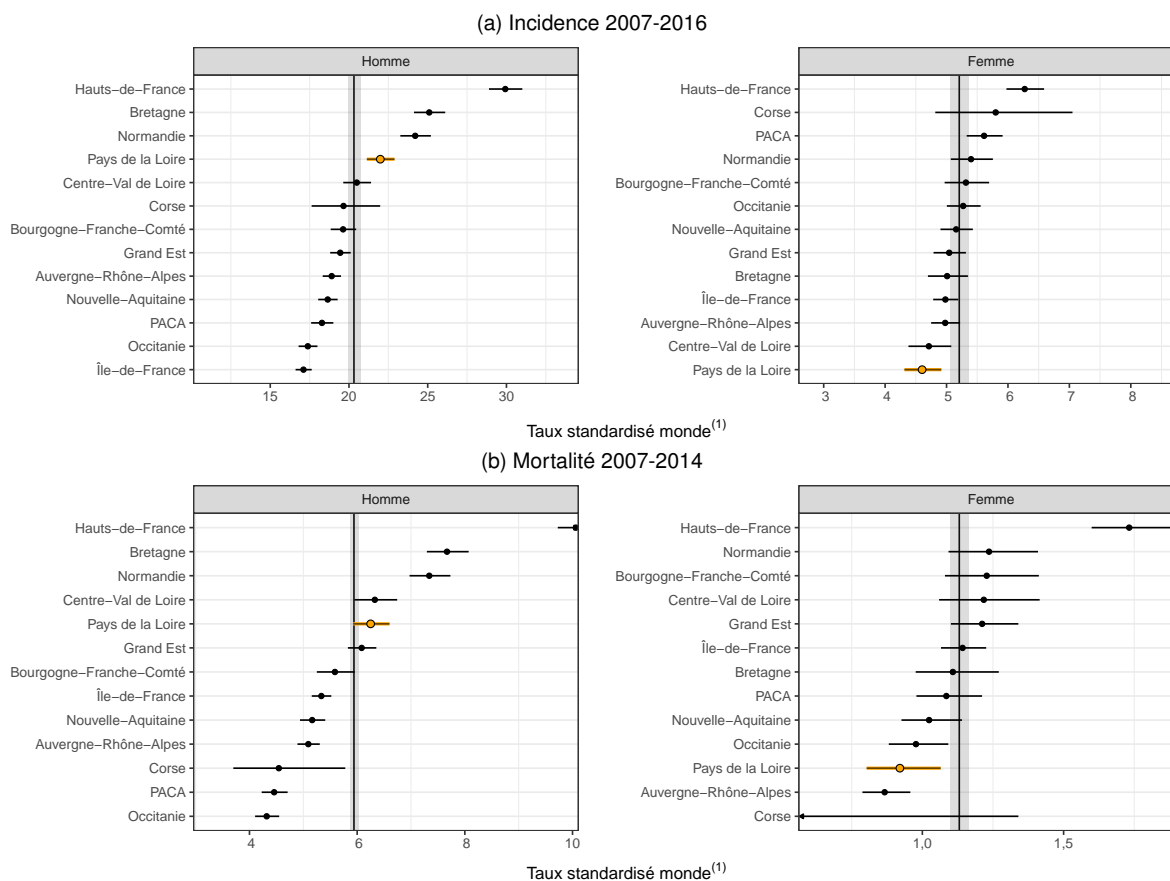 (a) Incidence 2007-2016
Homme
Hauts−de−France
Bretagne
Normandie
Pays de la Loire
Centre−Val de Loire
Corse
Bourgogne−Franche−Comté
Grand Est
Auvergne−Rhône−Alpes
Nouvelle−Aquitaine
PACA
Occitanie
Île−de−France
15 20 25 30
Femme
Hauts−de−France
Corse
PACA
Normandie
Bourgogne−Franche−Comté
Occitanie
Nouvelle−Aquitaine
Grand Est
Bretagne
Île−de−France
Auvergne−Rhône−Alpes
Centre−Val de Loire
Pays de la Loire
3 4 5 6 7 8
Taux standardisé monde(1)
(b) Mortalité 2007-2014
Homme
Hauts−de−France
Bretagne
Normandie
Centre−Val de Loire
Pays de la Loire
Grand Est
Bourgogne−Franche−Comté
Île−de−France
Nouvelle−Aquitaine
Auvergne−Rhône−Alpes
Corse
PACA
Occitanie
4 6 8 10
Femme
Hauts−de−France
Normandie
Bourgogne−Franche−Comté
Centre−Val de Loire
Grand Est
Île−de−France
Bretagne
PACA
Nouvelle−Aquitaine
Occitanie
Pays de la Loire
Auvergne−Rhône−Alpes
Corse
1,0 1,5
Taux standardisé monde(1)